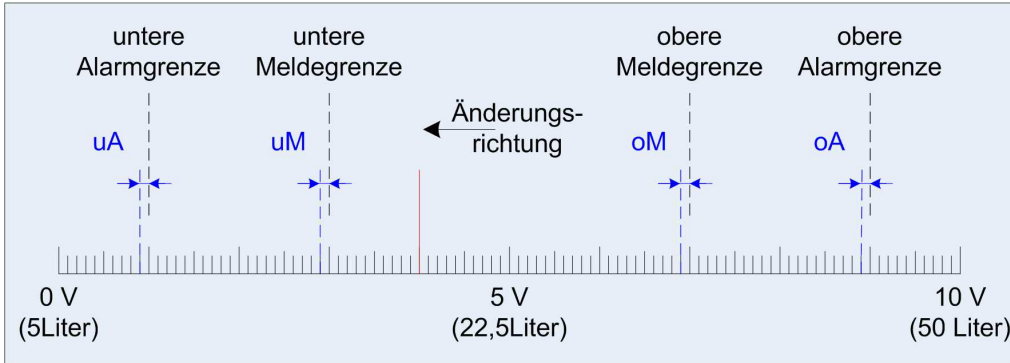 untere
Alarmgrenze
untere
Meldegrenze
obere
Meldegrenze
obere
Alarmgrenze
Änderungs-
richtung
uA
uM
oM
oA
0 V
(5Liter)
5 V
(22,5Liter)
10 V
(50 Liter)